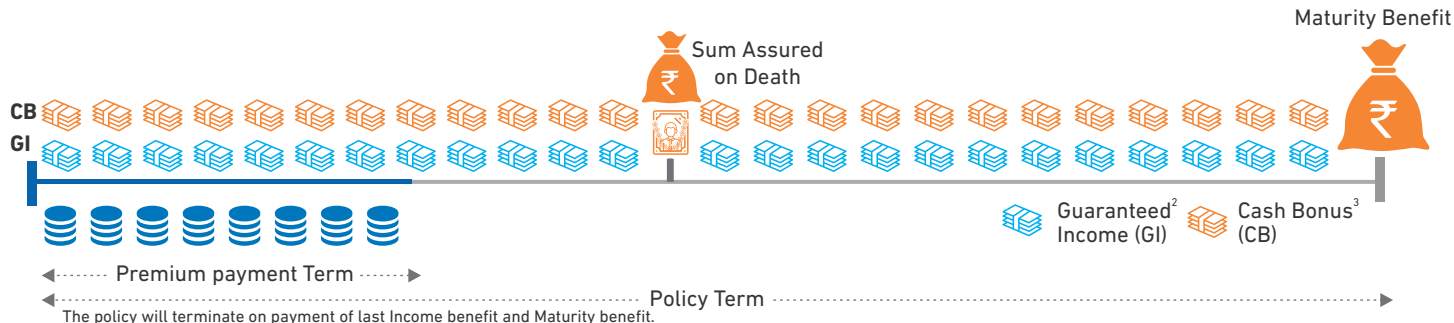 Maturity Benefit
Sum Assured
on Death
₹
₹
CB
GI
Guaranteed²
Income (GI)
Cash Bonus³
(CB)
Premium payment Term
Policy Term
The policy will terminate on payment of last Income benefit and Maturity benefit.